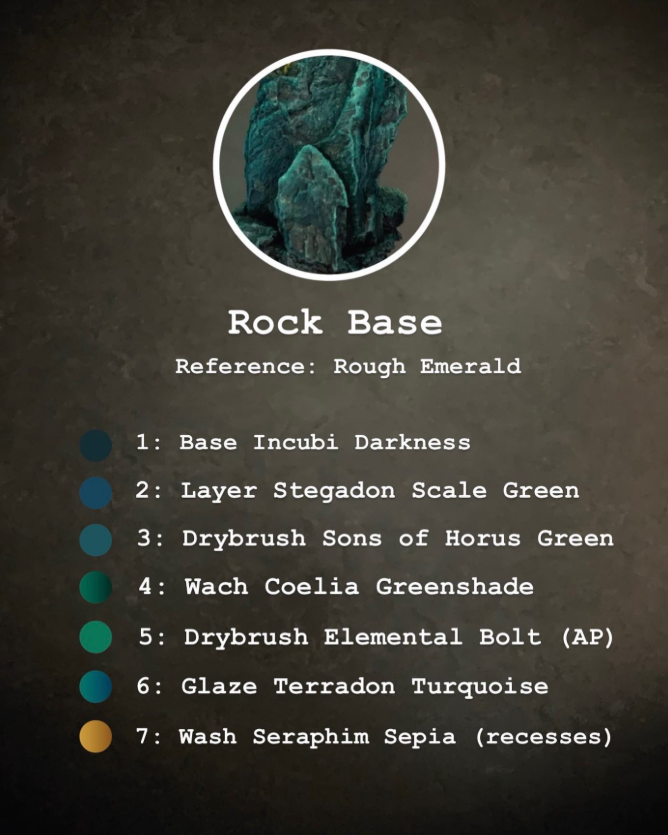 Rock Base
Reference: Rough Emerald
1: Base Incubi Darkness
2: Layer Stegadon Scale Green
3: Drybrush Sons of Horus Green
4: Wach Coelia Greenshade
5: Drybrush Elemental Bolt (AP)
6: Glaze Terradon Turquoise
7: Wash Seraphim Sepia (recesses)